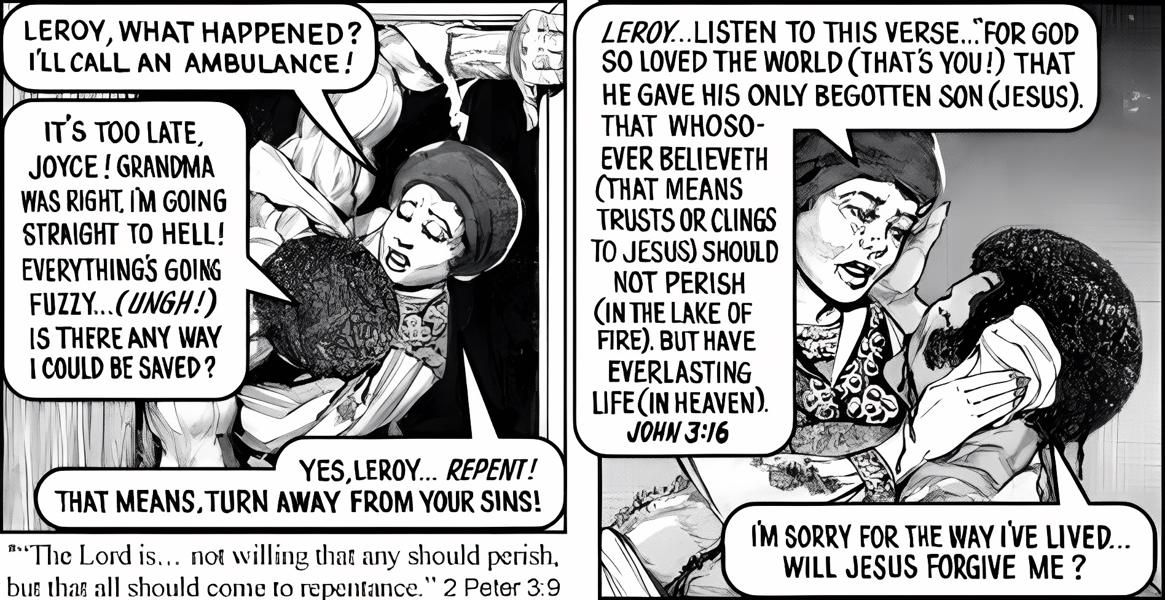 LEROY, WHAT HAPPENED?
I'LL CALL AN AMBULANCE!
IT'S TOO LATE,
JOYCE! GRANDMA
WAS RIGHT, I'M GOING
STRAIGHT TO HELL!
EVERYTHING'S GOING
FUZZY...(UNGH!)
IS THERE ANY WAY
I COULD BE SAVED?
YES, LEROY... REPENT!
THAT MEANS, TURN AWAY FROM YOUR SINS!
"“The Lord is... not willing that any should perish,
but that all should come to repentance." 2 Peter 3:9
LEROY...LISTEN TO THIS VERSE..."FOR GOD
SO LOVED THE WORLD (THAT'S YOU!) THAT
HE GAVE HIS ONLY BEGOTTEN SON (JESUS).
THAT WHOSO-
EVER BELIEVETH
(THAT MEANS
TRUSTS OR CLINGS
TO JESUS) SHOULD
NOT PERISH
(IN THE LAKE OF
FIRE). BUT HAVE
EVERLASTING
LIFE (IN HEAVEN).
JOHN 3:16
I'M SORRY FOR THE WAY I'VE LIVED...
WILL JESUS FORGIVE ME?